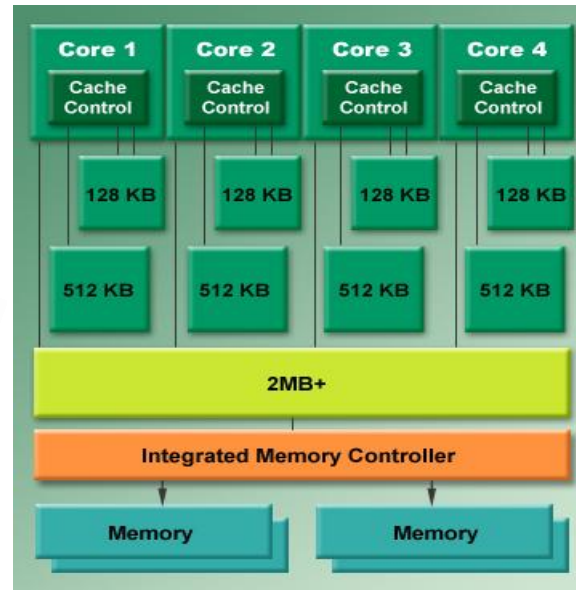 Core 1
Core 2
Core 3
Core 4
Cache
Control
Cache
Control
Cache
Control
Cache
Control
128 KB
128 KB
128 KB
128 KB
512 KB
512 KB
512 KB
512 KB
2MB+
Integrated Memory Controller
Memory
Memory